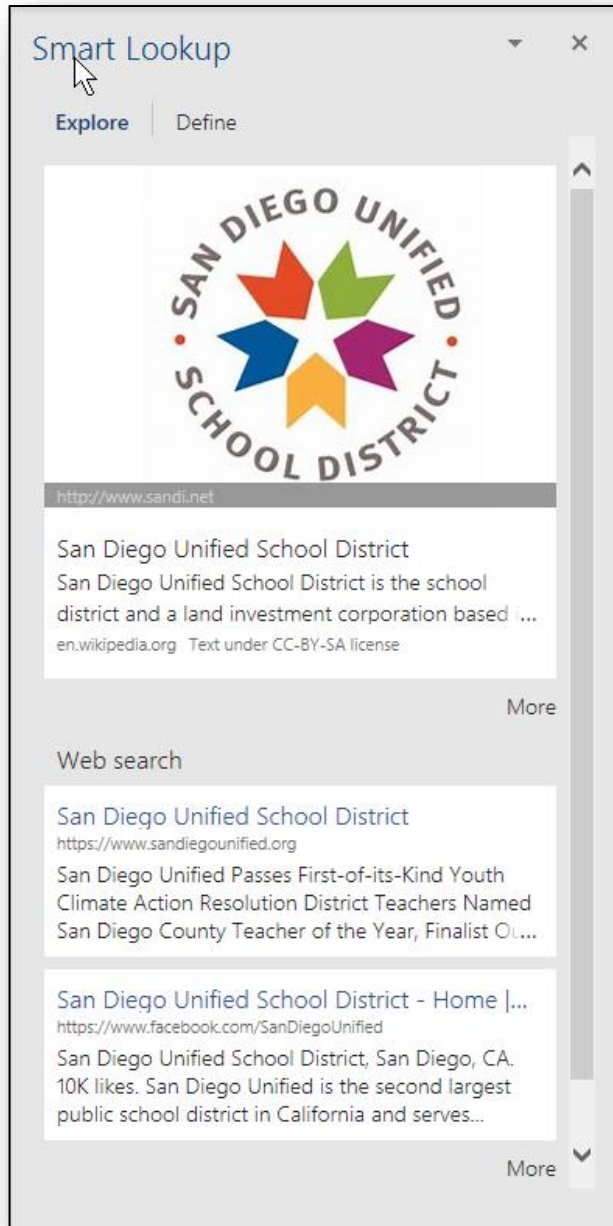 Smart Lookup
Explore
Define
SAN DIEGO UNIFIED
• SCHOOL DISTRICT •
http://www.sandi.net
San Diego Unified School District
San Diego Unified School District is the school
district and a land investment corporation based i...
en.wikipedia.org Text under CC-BY-SA license
More
Web search
San Diego Unified School District
https://www.sandiegounified.org
San Diego Unified Passes First-of-its-Kind Youth
Climate Action Resolution District Teachers Named
San Diego County Teacher of the Year, Finalist Ou...
San Diego Unified School District - Home |...
https://www.facebook.com/SanDiegoUnified
San Diego Unified School District, San Diego, CA.
10K likes. San Diego Unified is the second largest
public school district in California and serves...
More